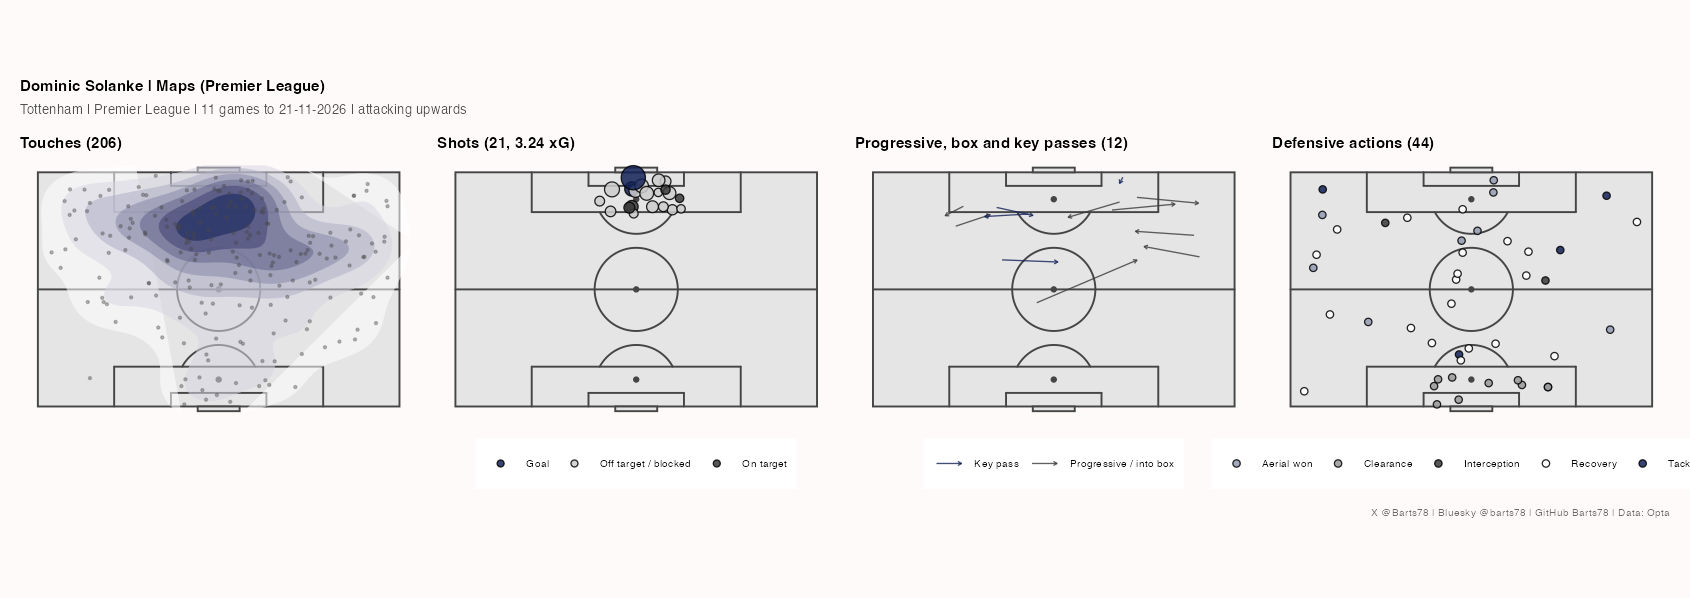 Dominic Solanke | Maps (Premier League)
Tottenham | Premier League | 11 games to 21-11-2026 | attacking upwards
Touches (206)
Shots (21, 3.24 xG)
Progressive, box and key passes (12)
Defensive actions (44)
Goal
Off target / blocked
On target
Key pass
Progressive / into box
Aerial won
Clearance
Interception
Recovery
Tack
X @Barts78 | Bluesky @barts78 | GitHub Barts78 | Data: Opta